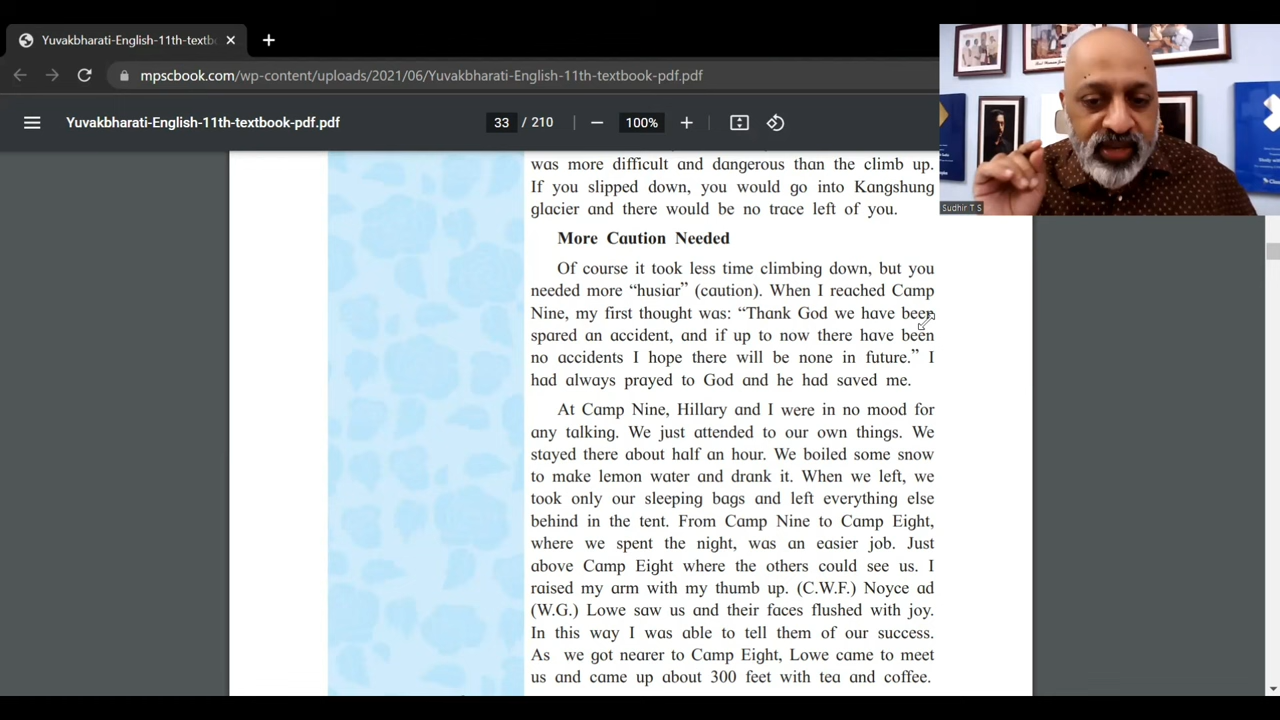 Yuvakbharati-English-11th-textb
mpscbook.com/wp-content/uploads/2021/06/Yuvakbharati-English-11th-textbook-pdf.pdf
Yuvakbharati-English-11th-textbook-pdf.pdf
33 / 210
100%
Sudhir T S
was more difficult and dangerous than the climb up.
If you slipped down, you would go into Kangshung
glacier and there would be no trace left of you.
More Caution Needed
Of course it took less time climbing down, but you
needed more “husiar” (caution). When I reached Camp
Nine, my first thought was: “Thank God we have been
spared an accident, and if up to now there have been
no accidents I hope there will be none in future.” I
had always prayed to God and he had saved me.
At Camp Nine, Hillary and I were in no mood for
any talking. We just attended to our own things. We
stayed there about half an hour. We boiled some snow
to make lemon water and drank it. When we left, we
took only our sleeping bags and left everything else
behind in the tent. From Camp Nine to Camp Eight,
where we spent the night, was an easier job. Just
above Camp Eight where the others could see us. I
raised my arm with my thumb up. (C.W.F.) Noyce ad
(W.G.) Lowe saw us and their faces flushed with joy.
In this way I was able to tell them of our success.
As we got nearer to Camp Eight, Lowe came to meet
us and came up about 300 feet with tea and coffee.